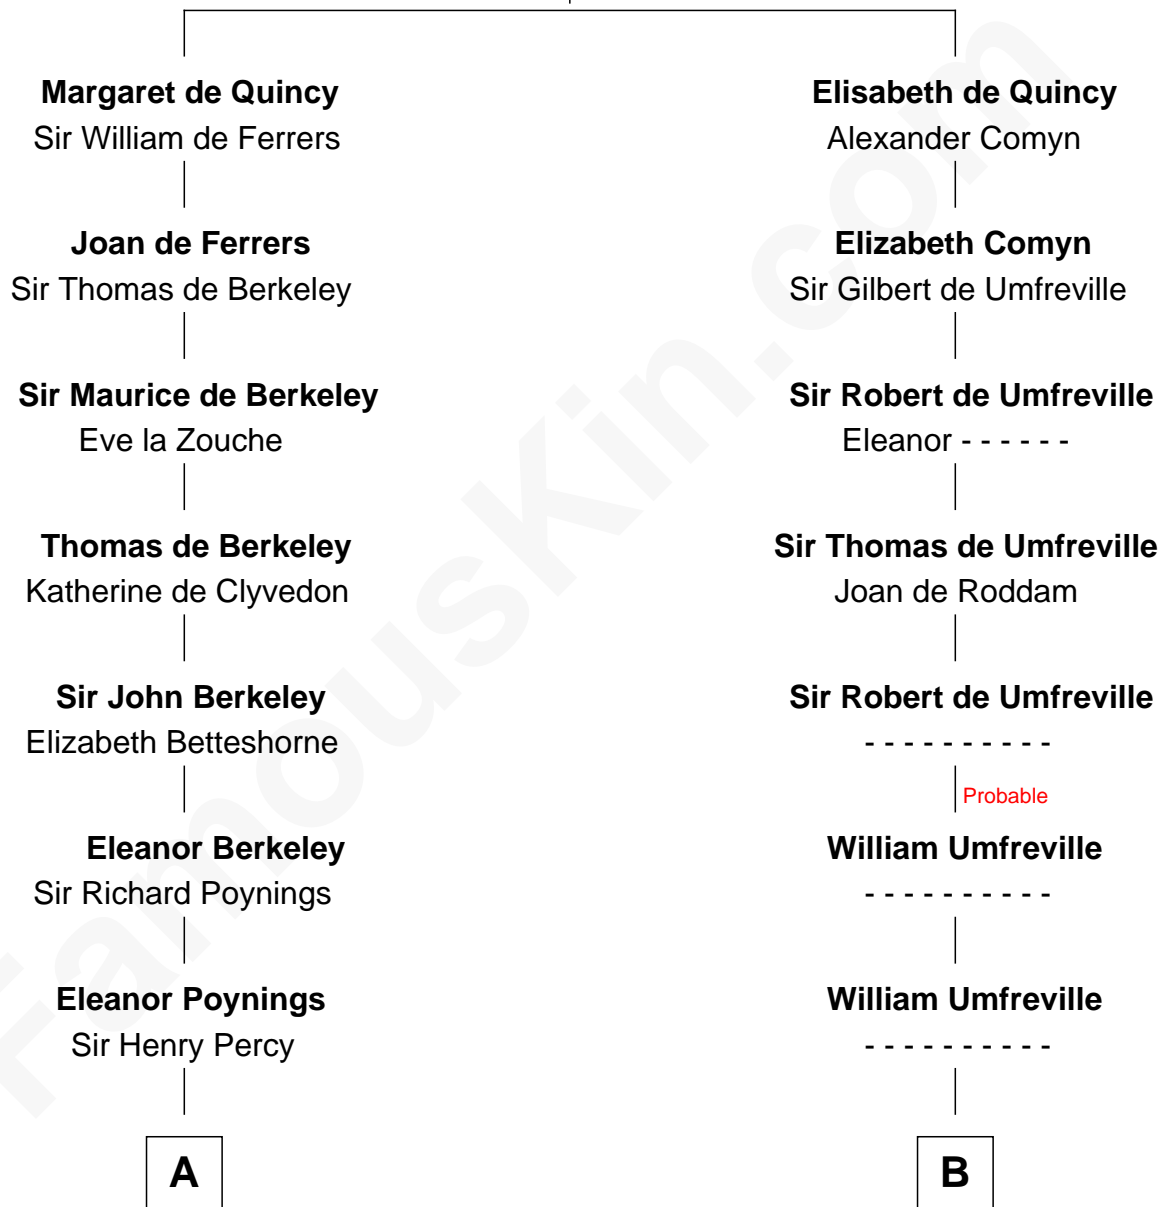 Margaret de Quincy
Sir William de Ferrers
Elisabeth de Quincy
Alexander Comyn
Joan de Ferrers
Sir Thomas de Berkeley
Elizabeth Comyn
Sir Gilbert de Umfreville
Sir Maurice de Berkeley
Eve la Zouche
Sir Robert de Umfreville
Eleanor - - - - - -
Thomas de Berkeley
Katherine de Clyvedon
Sir Thomas de Umfreville
Joan de Roddam
Sir John Berkeley
Elizabeth Betteshorne
Sir Robert de Umfreville
- - - - - - - - - -
Probable
Eleanor Berkeley
Sir Richard Poynings
William Umfreville
- - - - - - - - - -
Eleanor Poynings
Sir Henry Percy
William Umfreville
- - - - - - - - - -
A
B
FamousKin.com